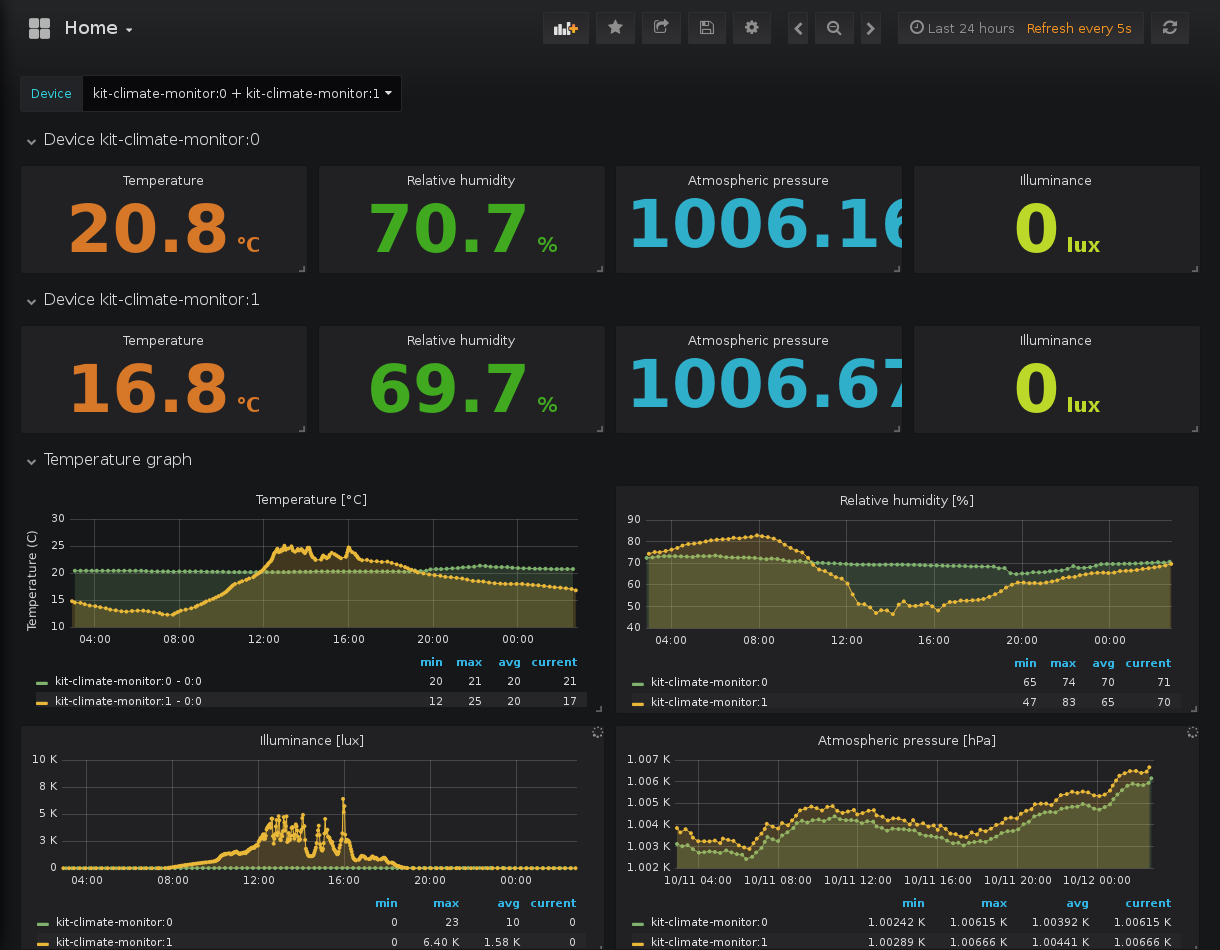 Home
Last 24 hours Refresh every 5s
Device kit-climate-monitor:0 + kit-climate-monitor:1
Device kit-climate-monitor:0
Temperature Relative humidity Atmospheric pressure Illuminance
20.8 °C 70.7 % 1006.16 0 lux
Device kit-climate-monitor:1
Temperature Relative humidity Atmospheric pressure Illuminance
16.8 °C 69.7 % 1006.67 0 lux
Temperature graph
Temperature [°C]
Temperature (C)
30
25
20
15
10
04:00 08:00 12:00 16:00 20:00 00:00
min max avg current
kit-climate-monitor:0 - 0:0 20 21 20 21
kit-climate-monitor:1 - 0:0 12 25 20 17
Relative humidity [%]
90
80
70
60
50
40
04:00 08:00 12:00 16:00 20:00 00:00
min max avg current
kit-climate-monitor:0 65 74 70 71
kit-climate-monitor:1 47 83 65 70
Illuminance [lux]
10 K
8 K
5 K
3 K
0
04:00 08:00 12:00 16:00 20:00 00:00
min max avg current
kit-climate-monitor:0 0 23 10 0
kit-climate-monitor:1 0 6.40 K 1.58 K 0
Atmospheric pressure [hPa]
1.007 K
1.006 K
1.005 K
1.004 K
1.003 K
1.002 K
10/11 04:00 10/11 08:00 10/11 12:00 10/11 16:00 10/11 20:00 10/12 00:00
min max avg current
kit-climate-monitor:0 1.00242 K 1.00615 K 1.00392 K 1.00615 K
kit-climate-monitor:1 1.00289 K 1.00666 K 1.00441 K 1.00666 K